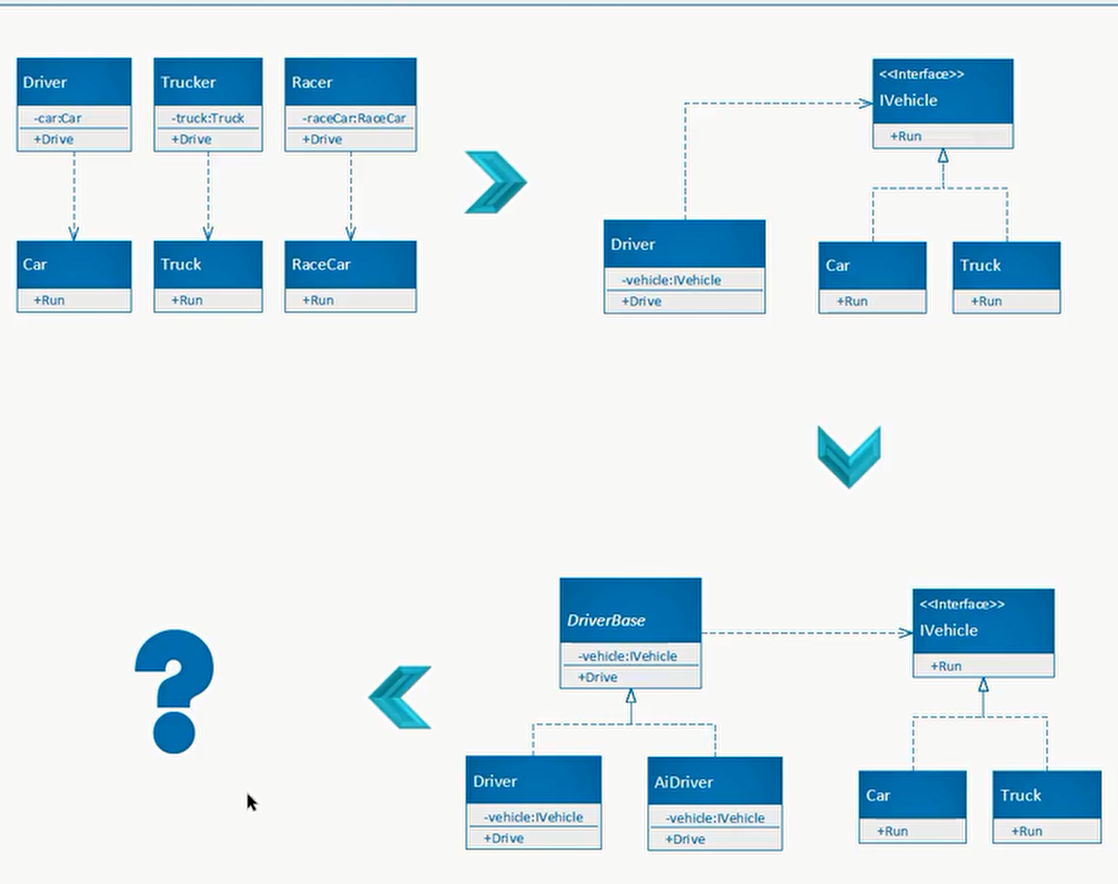 Driver
-car:Car
+Drive
Trucker
-truck:Truck
+Drive
Racer
-raceCar:RaceCar
+Drive
Car
+Run
Truck
+Run
RaceCar
+Run
<<Interface>>
IVehicle
+Run
Driver
-vehicle:IVehicle
+Drive
Car
+Run
Truck
+Run
?
DriverBase
-vehicle:IVehicle
+Drive
<<Interface>>
IVehicle
+Run
Driver
-vehicle:IVehicle
+Drive
AiDriver
-vehicle:IVehicle
+Drive
Car
+Run
Truck
+Run